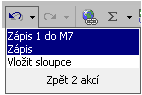 Zápis 1 do M7
Zápis
Vložit sloupce
Zpět 2 akcí